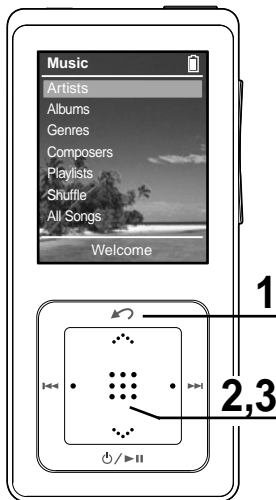 Music
Artists
Albums
Genres
Composers
Playlists
Shuffle
All Songs
Welcome
1
2,3